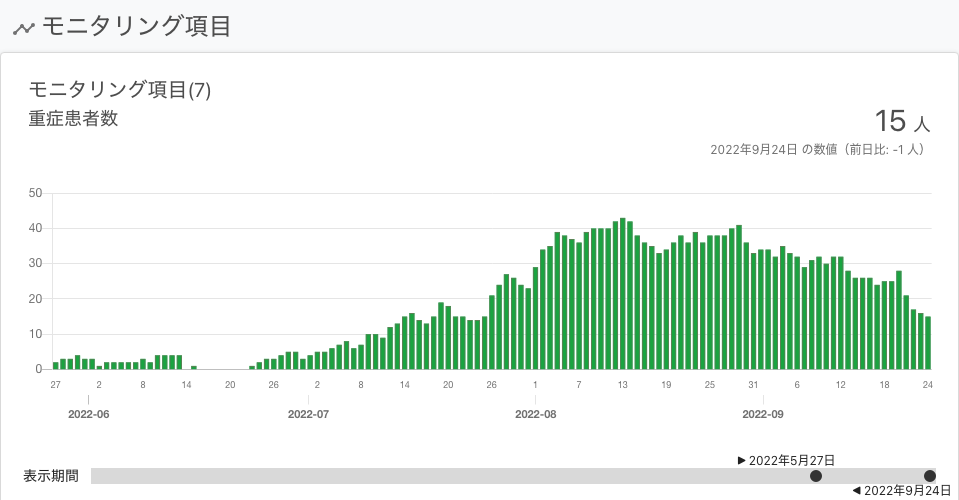 モニタリング項目
モニタリング項目(7)
重症患者数
15 人
2022年9月24日 の数値（前日比: -1 人）
50
40
30
20
10
0
27 2 8 14 20 26 2 8 14 20 26 1 7 13 19 25 31 6 12 18 24
2022-06 2022-07 2022-08 2022-09
▶ 2022年5月27日
表示期間
◀ 2022年9月24日